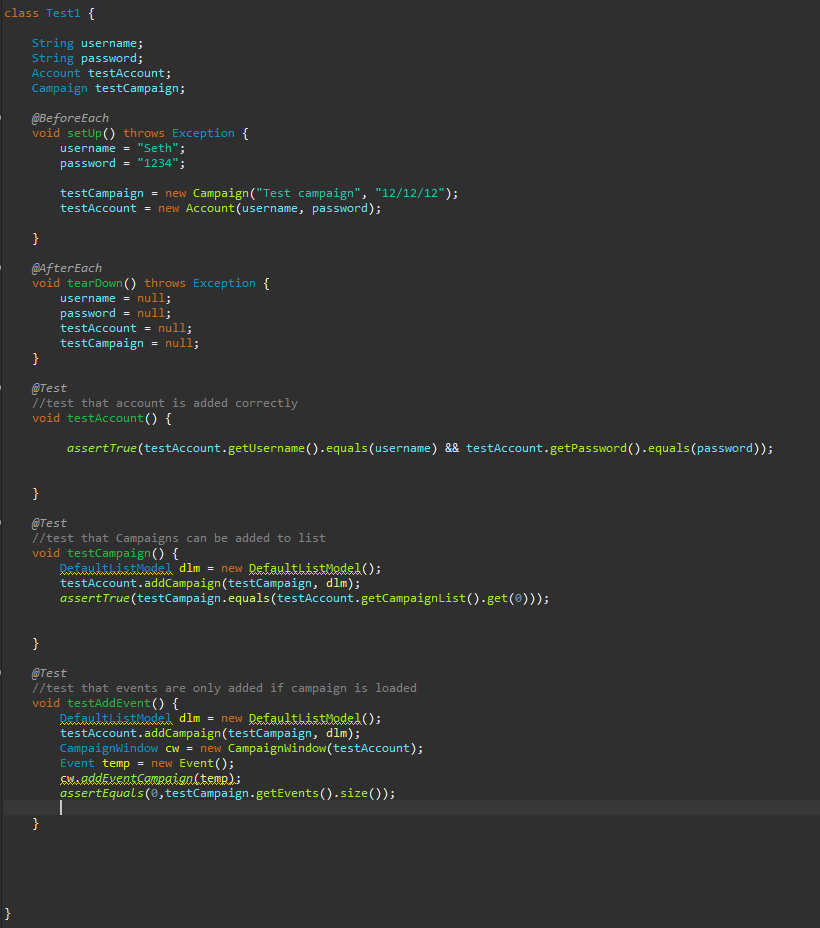 class Test1 {
String username;
String password;
Account testAccount;
Campaign testCampaign;
@BeforeEach
void setUp() throws Exception {
username = "Seth";
password = "1234";
testCampaign = new Campaign("Test campaign", "12/12/12");
testAccount = new Account(username, password);
}
@AfterEach
void tearDown() throws Exception {
username = null;
password = null;
testAccount = null;
testCampaign = null;
}
@Test
//test that account is added correctly
void testAccount() {
assertTrue(testAccount.getUsername().equals(username) && testAccount.getPassword().equals(password));
}
@Test
//test that Campaigns can be added to list
void testCampaign() {
DefaultListModel dlm = new DefaultListModel();
testAccount.addCampaign(testCampaign, dlm);
assertTrue(testCampaign.equals(testAccount.getCampaignList().get(0)));
}
@Test
//test that events are only added if campaign is loaded
void testAddEvent() {
DefaultListModel dlm = new DefaultListModel();
testAccount.addCampaign(testCampaign, dlm);
CampaignWindow cw = new CampaignWindow(testAccount);
Event temp = new Event();
cw.addEventCampaign(temp);
assertEquals(0,testCampaign.getEvents().size());
}
}